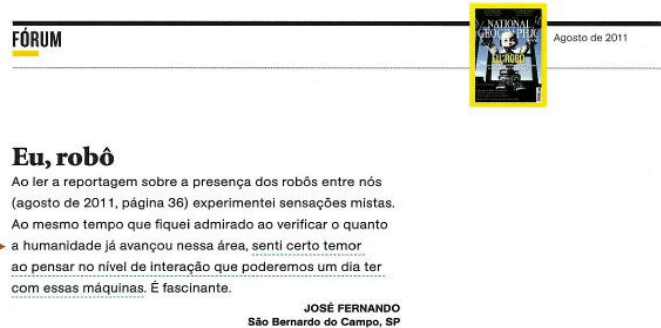 FÓRUM
NATIONAL
GEOGRAPHIC
EU, ROBÔ
Agosto de 2011
Eu, robô
Ao ler a reportagem sobre a presença dos robôs entre nós
(agosto de 2011, página 36) experimentei sensações mistas.
Ao mesmo tempo que fiquei admirado ao verificar o quanto
a humanidade já avançou nessa área, senti certo temor
ao pensar no nível de interação que poderemos um dia ter
com essas máquinas. É fascinante.
JOSÉ FERNANDO
São Bernardo do Campo, SP